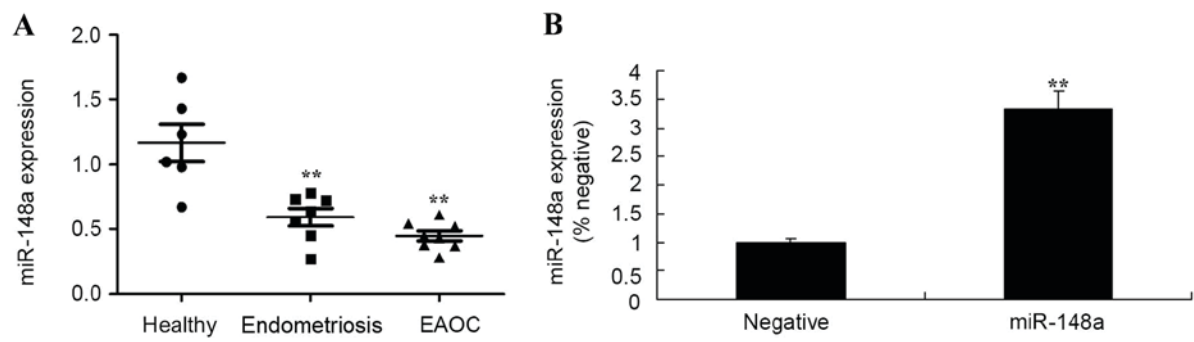 A
miR-148a expression
2.0
1.5
1.0
0.5
0.0
**
**
Healthy Endometriosis EAOC
B
miR-148a expression
(% negative)
4
3.5
3
2.5
2
1.5
1
0.5
0
**
Negative miR-148a